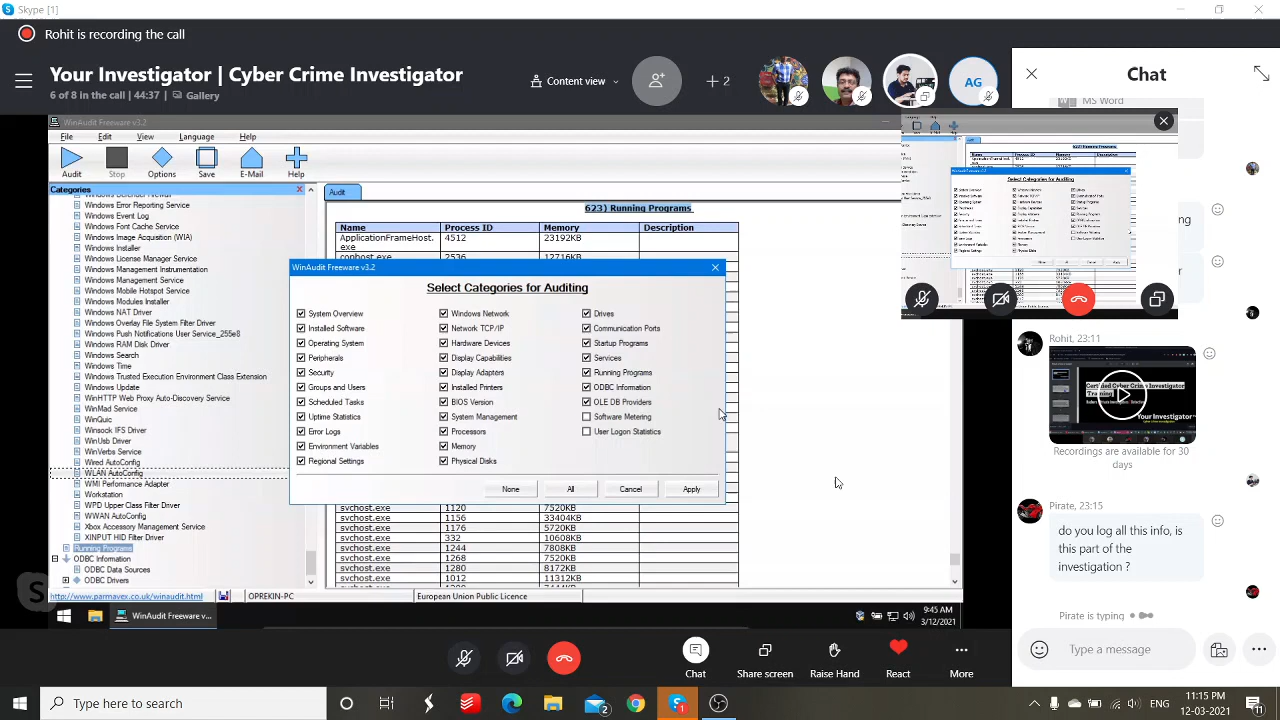 Skype [1]
Rohit is recording the call
Your Investigator | Cyber Crime Investigator
6 of 8 in the call | 44:37 | Gallery
Content view
+ 2
AG
Chat
WinAudit Freeware v3.2
File Edit View Language Help
Audit Stop Options Save E-Mail Help
Categories
Windows Error Reporting Service
Windows Event Log
Windows Font Cache Service
Windows Image Acquisition (WIA)
Windows Installer
Windows License Manager Service
Windows Management Instrumentation
Windows Management Service
Windows Mobile Hotspot Service
Windows Modules Installer
Windows NAT Driver
Windows Overlay File System Filter Driver
Windows Push Notifications User Service_255e8
Windows RAM Disk Driver
Windows Search
Windows Time
Windows Trusted Execution Environment Class Extension
Windows Update
WinHTTP Web Proxy Auto-Discovery Service
WinMad Service
WinQuic
Winsock IFS Driver
WinUsb Driver
WinVerbs Service
Wired AutoConfig
WLAN AutoConfig
WMI Performance Adapter
Workstation
WPD Upper Class Filter Driver
WWAN AutoConfig
Xbox Accessory Management Service
XINPUT HID Filter Driver
Running Programs
ODBC Information
ODBC Data Sources
ODBC Drivers
Audit
623) Running Programs
Name Process ID Memory Description
ApplicationFrameHost.exe 4512 23192KB
conhost.exe 2536 12716KB
WinAudit Freeware v3.2
Select Categories for Auditing
System Overview
Installed Software
Operating System
Peripherals
Security
Groups and Users
Scheduled Tasks
Uptime Statistics
Error Logs
Environment Variables
Regional Settings
Windows Network
Network TCP/IP
Hardware Devices
Display Capabilities
Display Adapters
Installed Printers
BIOS Version
System Management
Processors
Memory
Physical Disks
Drives
Communication Ports
Startup Programs
Services
Running Programs
ODBC Information
OLE DB Providers
Software Metering
User Logon Statistics
None All Cancel Apply
svchost.exe 1120 7520KB
svchost.exe 1156 33404KB
svchost.exe 1176 5720KB
svchost.exe 332 10608KB
svchost.exe 1244 7808KB
svchost.exe 1268 7520KB
svchost.exe 1280 8172KB
svchost.exe 1012 11312KB
http://www.parmavex.co.uk/winaudit.html OPREKIN-PC European Union Public Licence
WinAudit Freeware v...
9:45 AM
3/12/2021
623) Running Programs
Select Categories for Auditing
MS Word
Rohit, 23:11
Certified Cyber Crime Investigator
Training
Your Investigator
Recordings are available for 30
days
Pirate, 23:15
do you log all this info, is
this part of the
investigation ?
Pirate is typing
Type a message
Chat Share screen Raise Hand React More
Type here to search
ENG
11:15 PM
12-03-2021